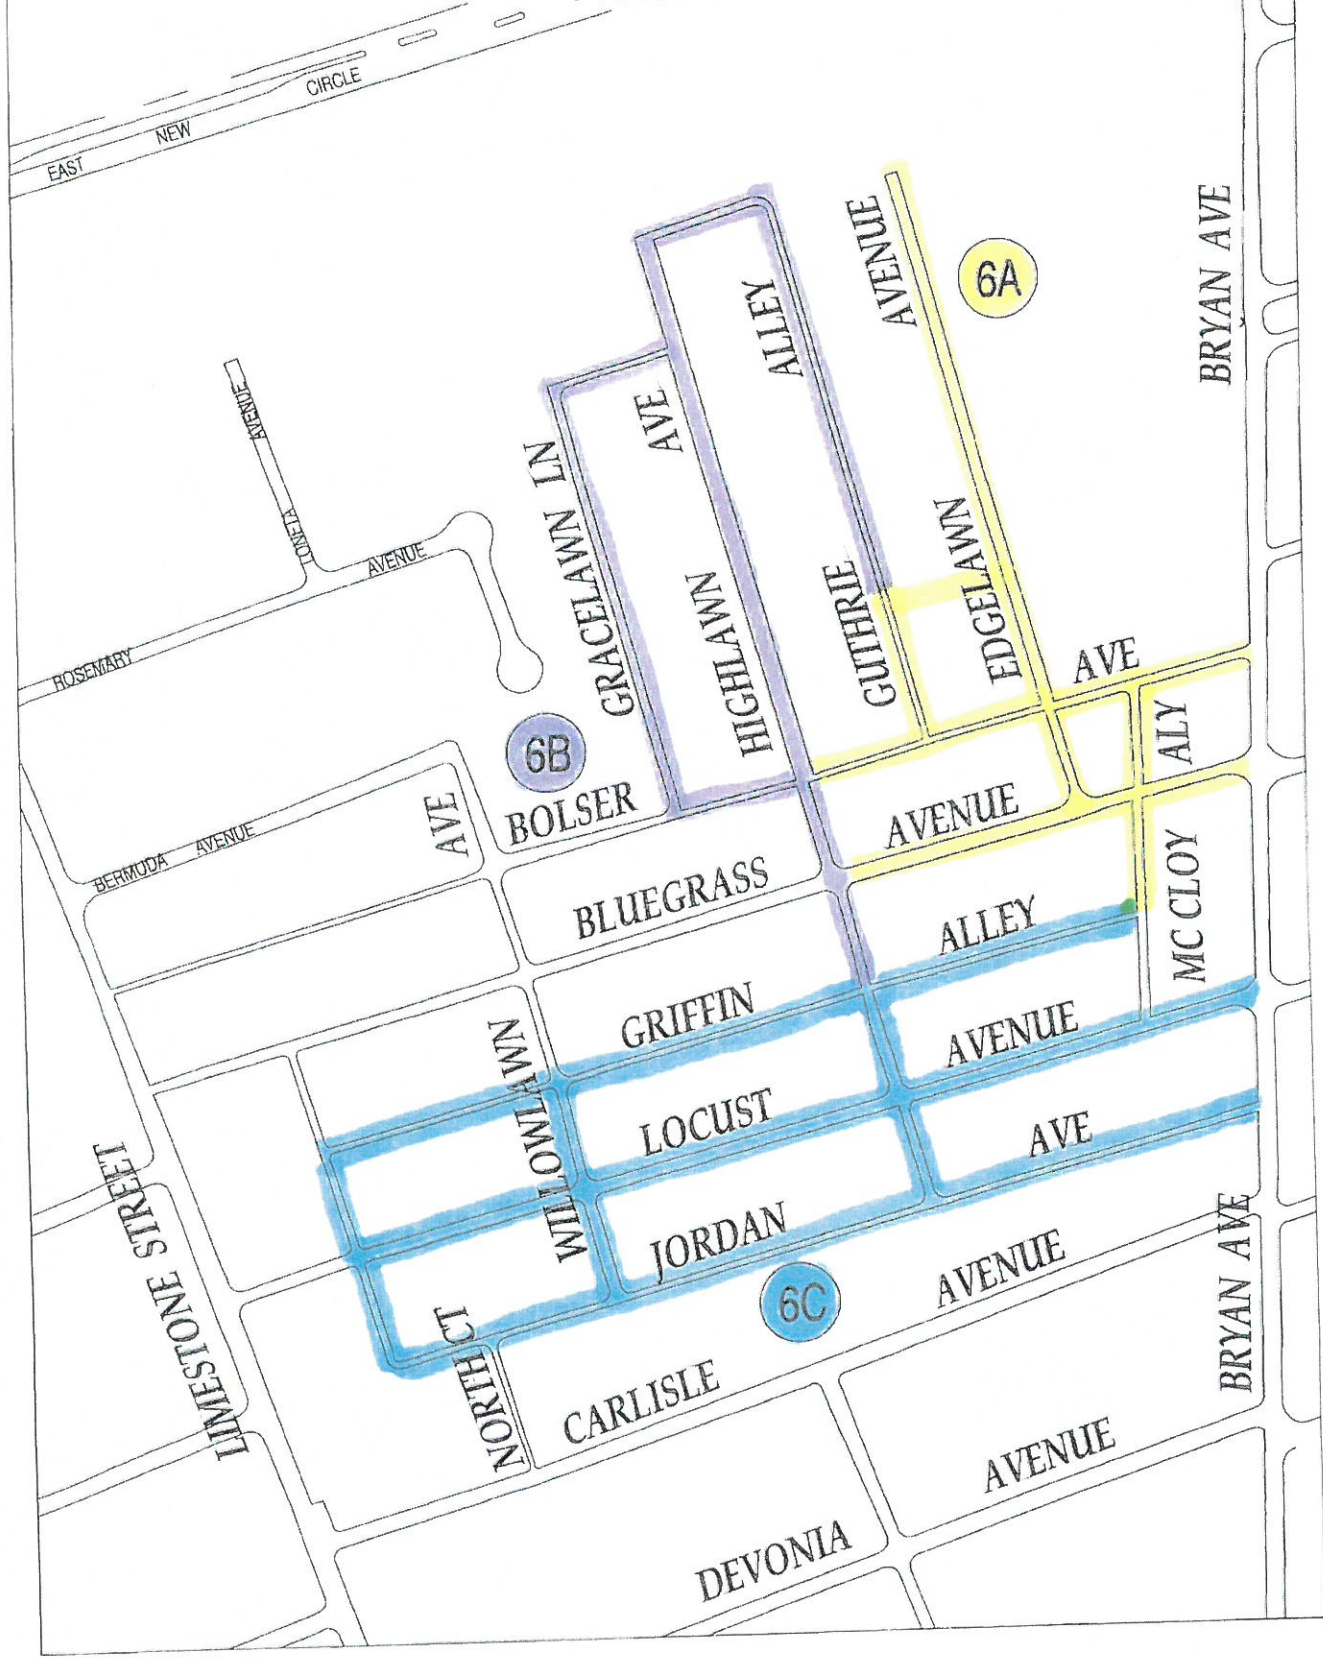 EAST NEW CIRCLE
AVENUE
6A
BRYAN AVE
ALLEY
AVENUE
LONETA
AVENUE
AVE
GRACELAWN LN
HIGHLAWN
GUTHRIE
EDGELAWN
ROSEMARY
AVE
ALY
6B
BOLSER
AVE
BERMUDA AVENUE
BLUEGRASS
AVENUE
MC CLOY
ALLEY
GRIFFIN
AVENUE
WILLOWLAWN
LOCUST
AVE
LIMESTONE STREET
JORDAN
6C
AVENUE
BRYAN AVE
NORTH CT
CARLISLE
AVENUE
DEVONIA